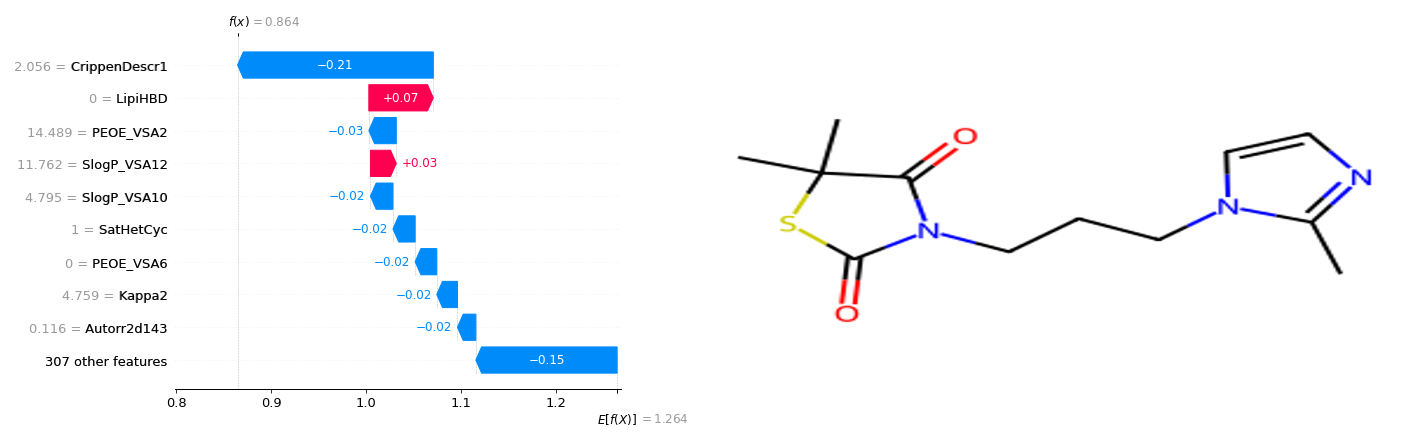 f(x) = 0.864
2.056 = CrippenDescr1
−0.21
0 = LipiHBD
+0.07
14.489 = PEOE_VSA2
−0.03
11.762 = SlogP_VSA12
+0.03
4.795 = SlogP_VSA10
−0.02
1 = SatHetCyc
−0.02
0 = PEOE_VSA6
−0.02
4.759 = Kappa2
−0.02
0.116 = Autorr2d143
−0.02
307 other features
−0.15
0.8 0.9 1.0 1.1 1.2
E[f(X)] = 1.264
O
N
N
S
N
O